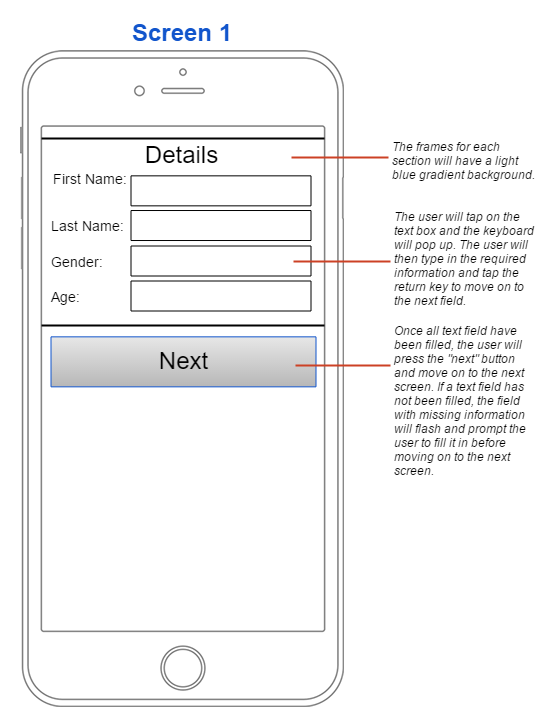 Screen 1
Details
First Name:
Last Name:
Gender:
Age:
Next
The frames for each
section will have a light
blue gradient background.
The user will tap on the
text box and the keyboard
will pop up. The user will
then type in the required
information and tap the
return key to move on to
the next field.
Once all text field have
been filled, the user will
press the "next" button
and move on to the next
screen. If a text field has
not been filled, the field
with missing information
will flash and prompt the
user to fill it in before
moving on to the next
screen.